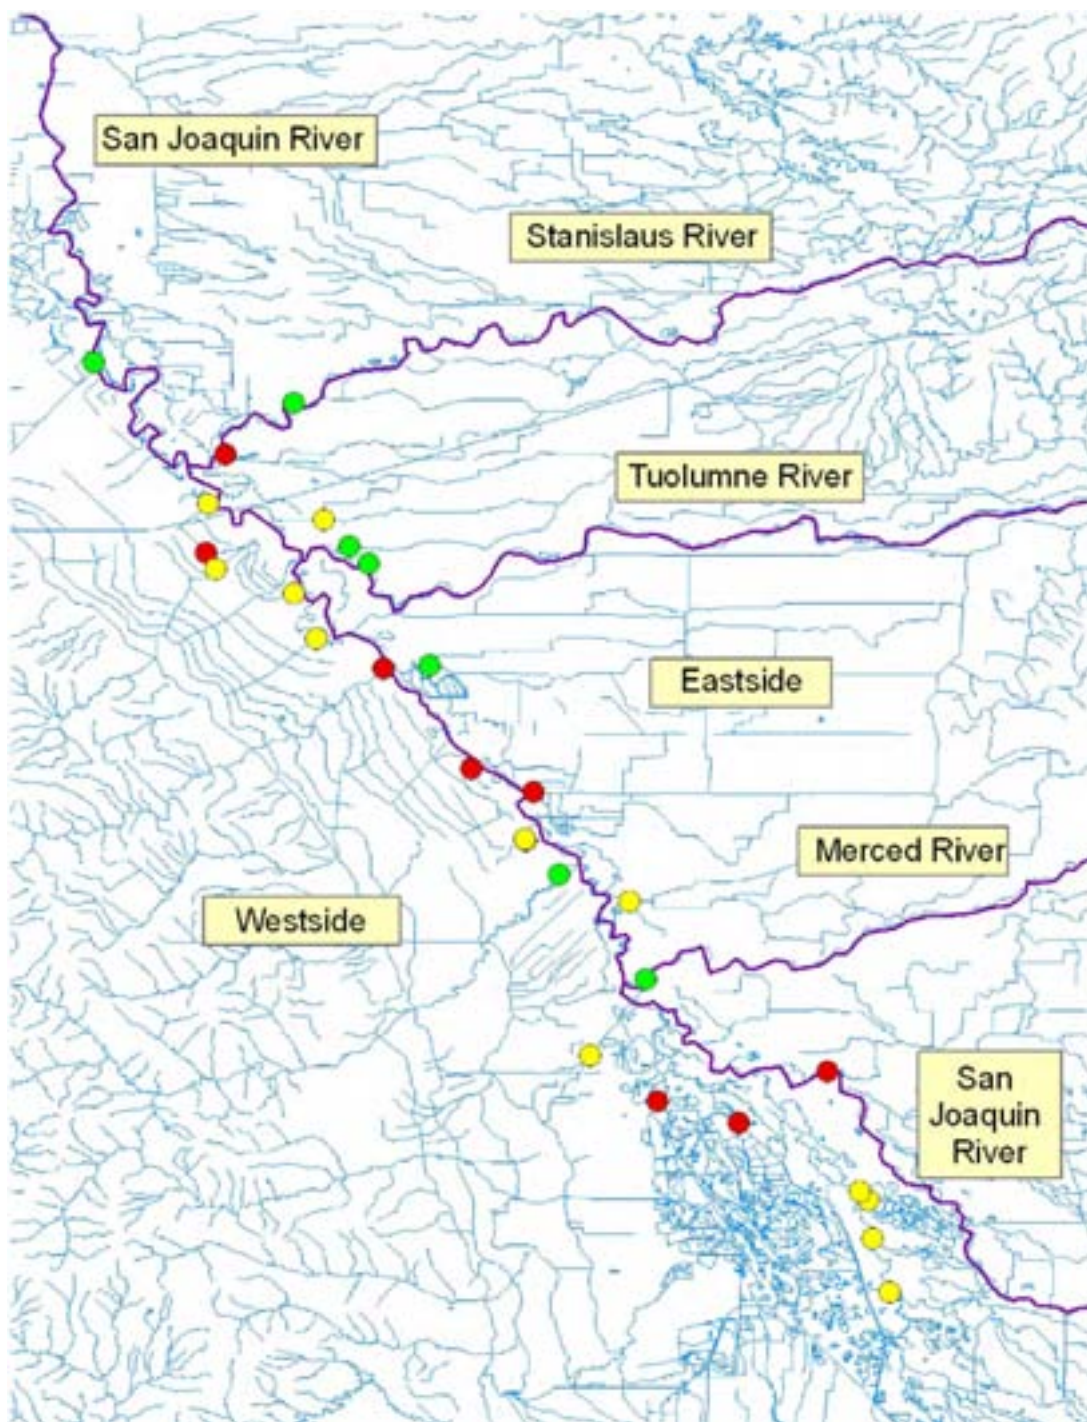 San Joaquin River
Stanislaus River
Tuolumne River
Eastside
Merced River
Westside
San
Joaquin
River